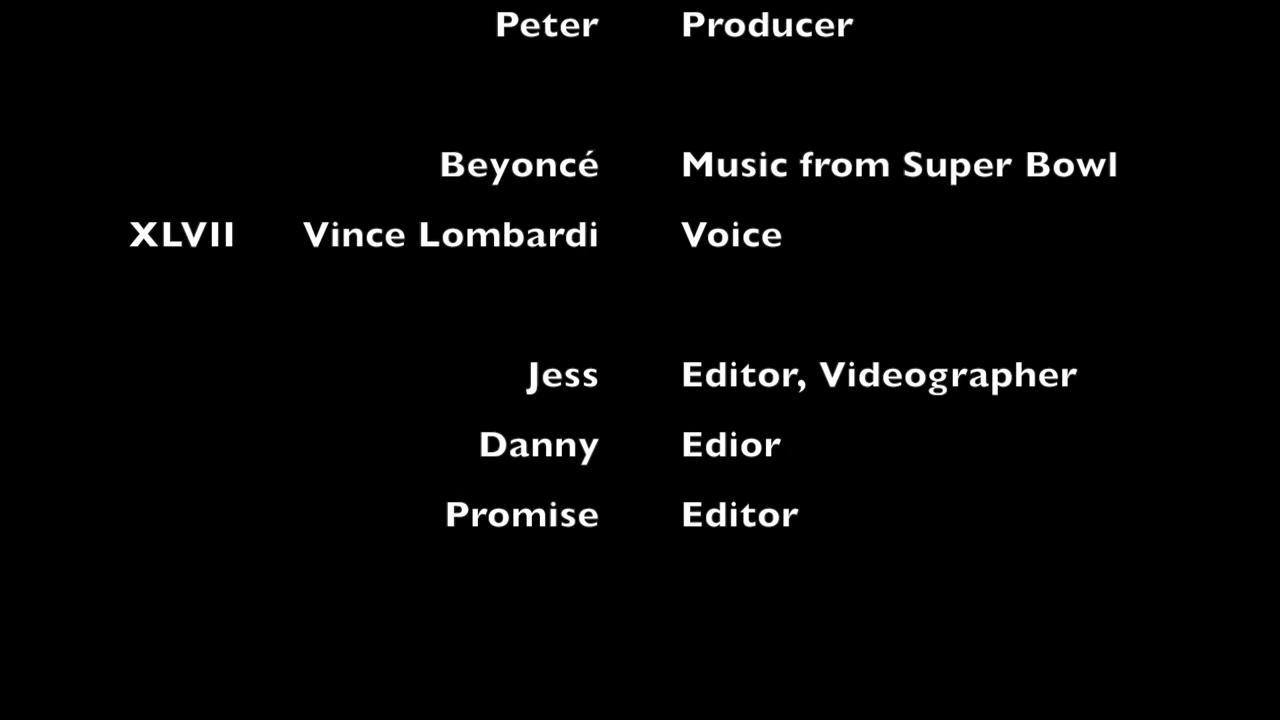 Peter Producer
Beyoncé Music from Super Bowl
XLVII Vince Lombardi Voice
Jess Editor, Videographer
Danny Edior
Promise Editor